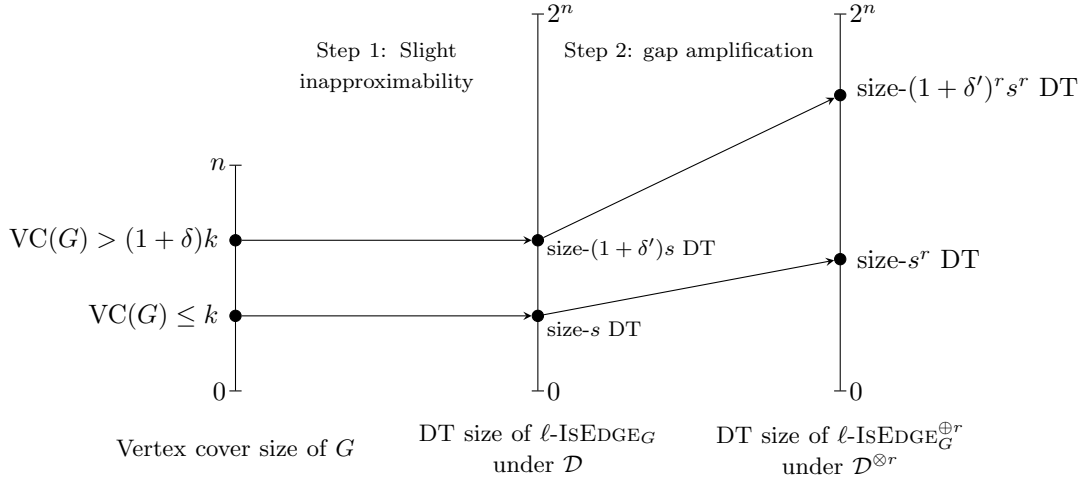 2^n
2^n
Step 1: Slight
inapproximability
Step 2: gap amplification
size-(1 + δ′)^r s^r DT
n
VC(G) > (1 + δ)k
size-(1 + δ′)s DT
size-s^r DT
VC(G) ≤ k
size-s DT
0
0
0
Vertex cover size of G
DT size of ℓ-IsEdge_G
under 𝒟
DT size of ℓ-IsEdge_G^{⊕r}
under 𝒟^{⊗r}